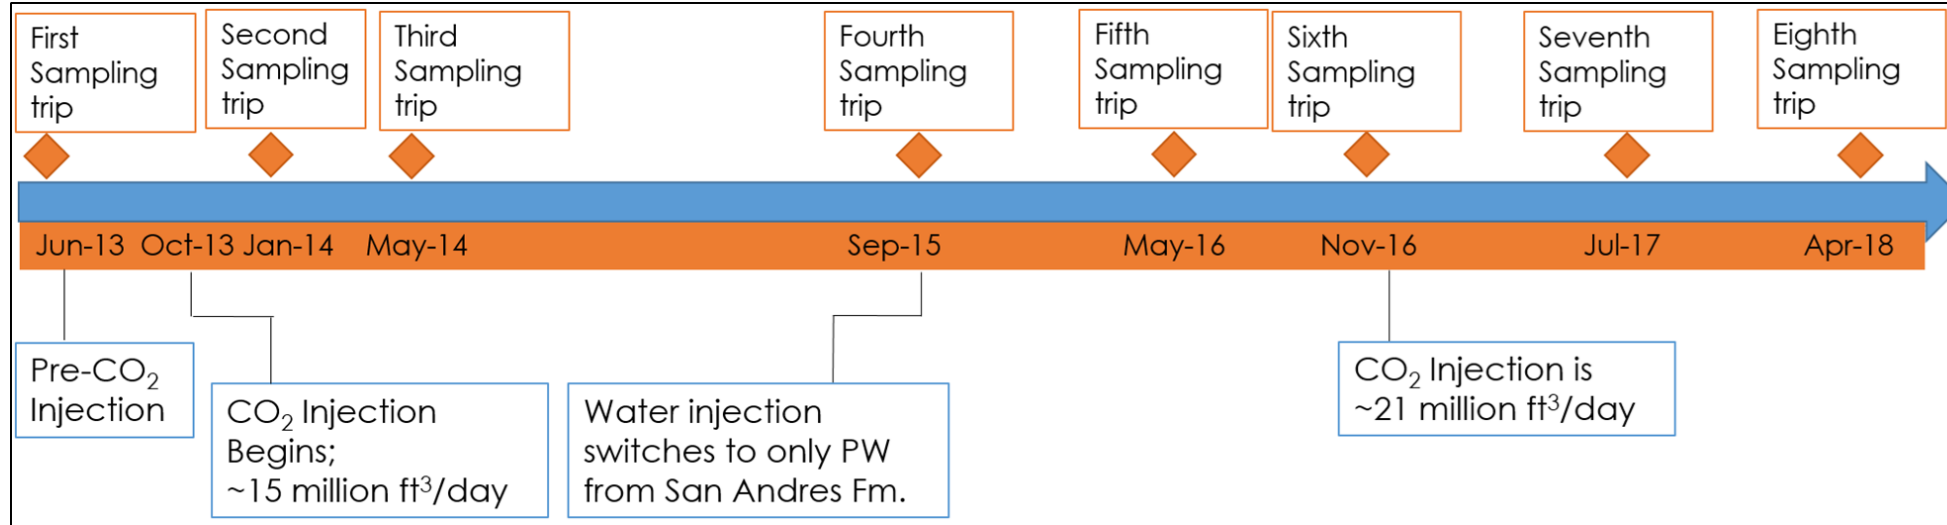 First
Sampling
trip
Second
Sampling
trip
Third
Sampling
trip
Fourth
Sampling
trip
Fifth
Sampling
trip
Sixth
Sampling
trip
Seventh
Sampling
trip
Eighth
Sampling
trip
Jun-13 Oct-13 Jan-14 May-14 Sep-15 May-16 Nov-16 Jul-17 Apr-18
Pre-CO₂
Injection
CO₂ Injection
Begins;
~15 million ft³/day
Water injection
switches to only PW
from San Andres Fm.
CO₂ Injection is
~21 million ft³/day